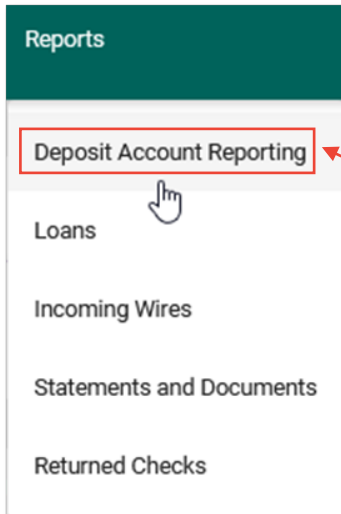 Reports
Deposit Account Reporting
Loans
Incoming Wires
Statements and Documents
Returned Checks